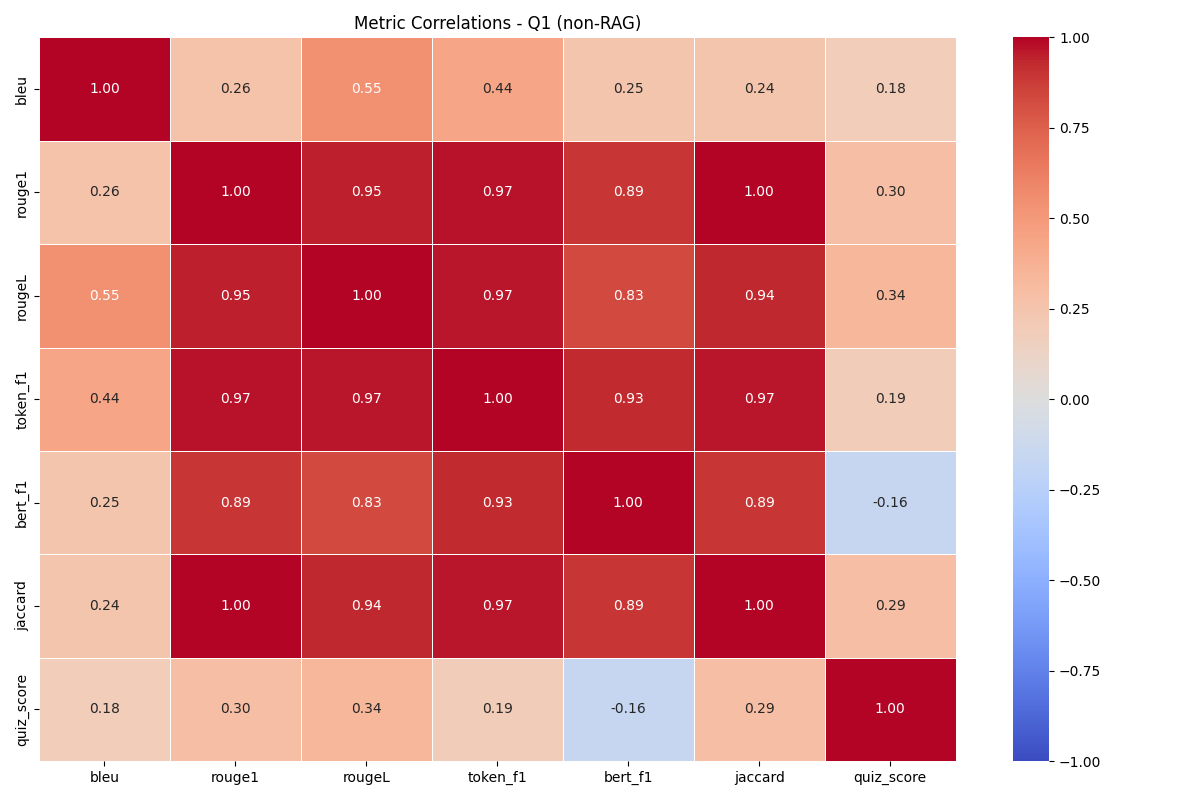 Metric Correlations - Q1 (non-RAG)
bleu 1.00 0.26 0.55 0.44 0.25 0.24 0.18
rouge1 0.26 1.00 0.95 0.97 0.89 1.00 0.30
rougeL 0.55 0.95 1.00 0.97 0.83 0.94 0.34
token_f1 0.44 0.97 0.97 1.00 0.93 0.97 0.19
bert_f1 0.25 0.89 0.83 0.93 1.00 0.89 -0.16
jaccard 0.24 1.00 0.94 0.97 0.89 1.00 0.29
quiz_score 0.18 0.30 0.34 0.19 -0.16 0.29 1.00
bleu rouge1 rougeL token_f1 bert_f1 jaccard quiz_score
1.00
0.75
0.50
0.25
0.00
−0.25
−0.50
−0.75
−1.00